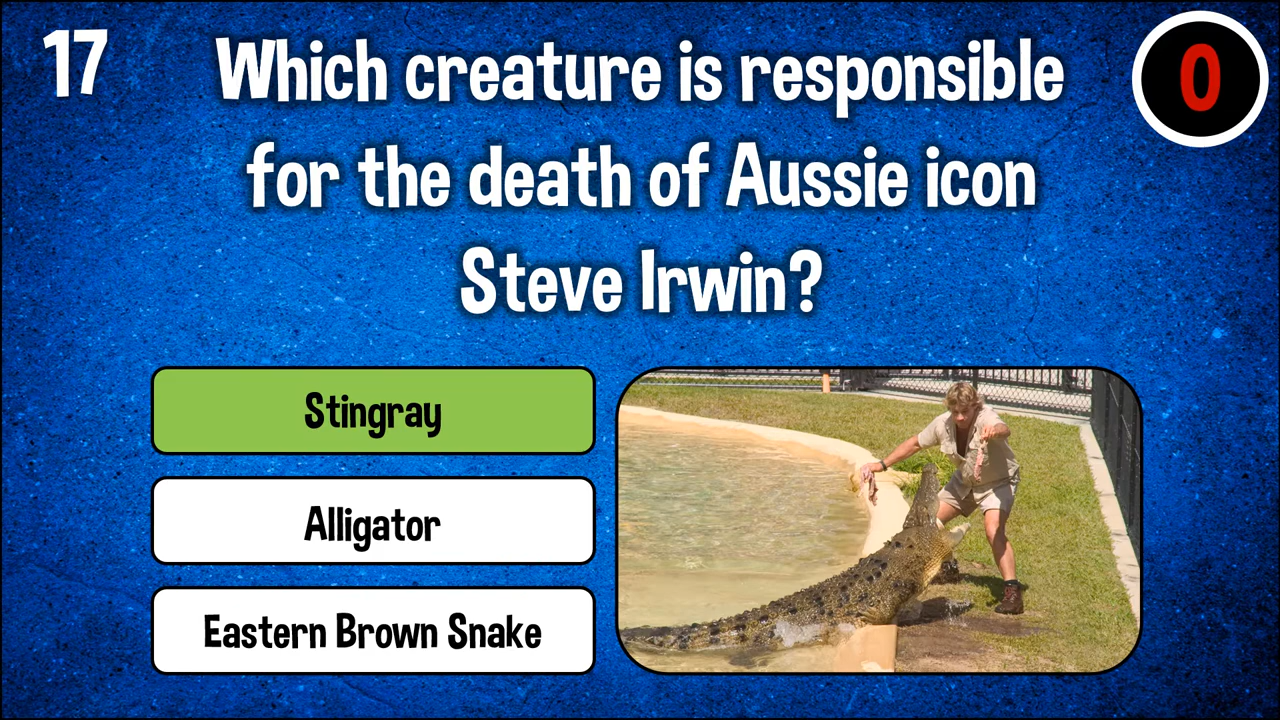 17
Which creature is responsible
for the death of Aussie icon
Steve Irwin?
0
Stingray
Alligator
Eastern Brown Snake